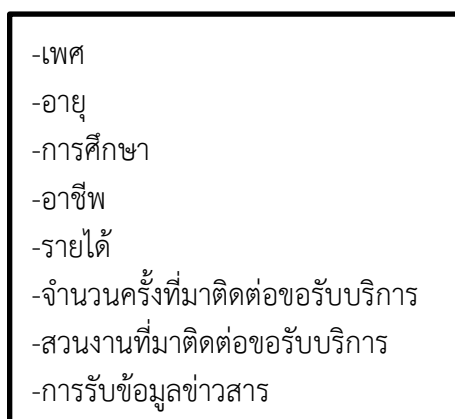 -เพศ
-อายุ
-การศึกษา
-อาชีพ
-รายได้
-จำนวนครั้งที่มาติดต่อขอรับบริการ
-สวนงานที่มาติดต่อขอรับบริการ
-การรับข้อมูลข่าวสาร